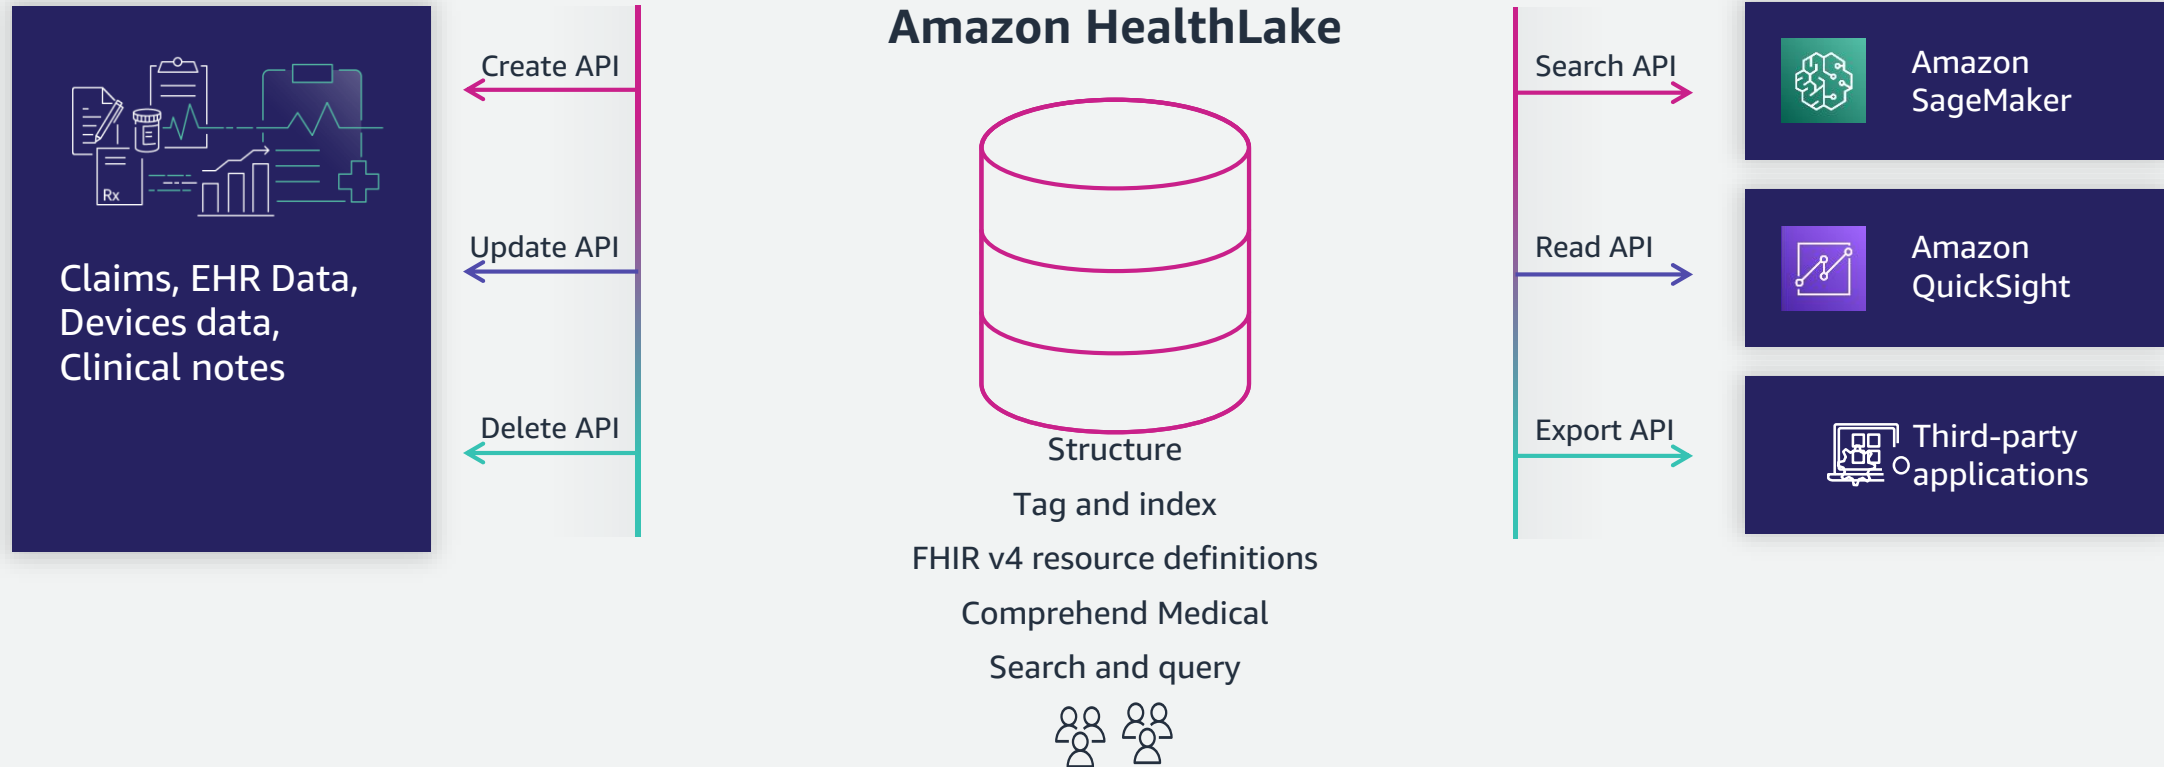 Amazon HealthLake
Rx
Claims, EHR Data,
Devices data,
Clinical notes
Create API
Update API
Delete API
Structure
Tag and index
FHIR v4 resource definitions
Comprehend Medical
Search and query
Search API
Read API
Export API
Amazon
SageMaker
Amazon
QuickSight
Third-party
applications